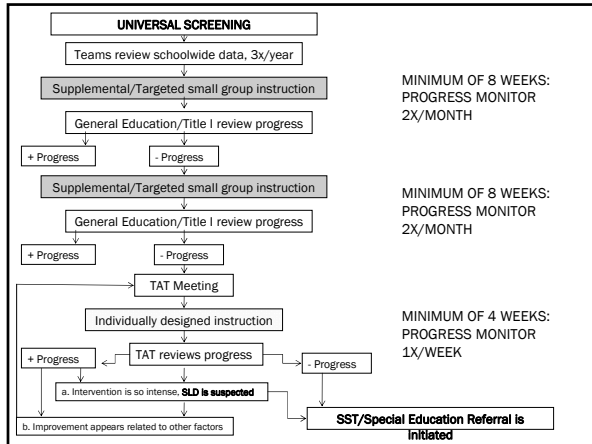 UNIVERSAL SCREENING
Teams review schoolwide data, 3x/year
Supplemental/Targeted small group instruction
MINIMUM OF 8 WEEKS:
PROGRESS MONITOR
2X/MONTH
General Education/Title I review progress
+ Progress
- Progress
Supplemental/Targeted small group instruction
MINIMUM OF 8 WEEKS:
PROGRESS MONITOR
2X/MONTH
General Education/Title I review progress
+ Progress
- Progress
TAT Meeting
Individually designed instruction
MINIMUM OF 4 WEEKS:
PROGRESS MONITOR
1X/WEEK
TAT reviews progress
+ Progress
- Progress
a. Intervention is so intense, SLD is suspected
b. Improvement appears related to other factors
SST/Special Education Referral is
initiated